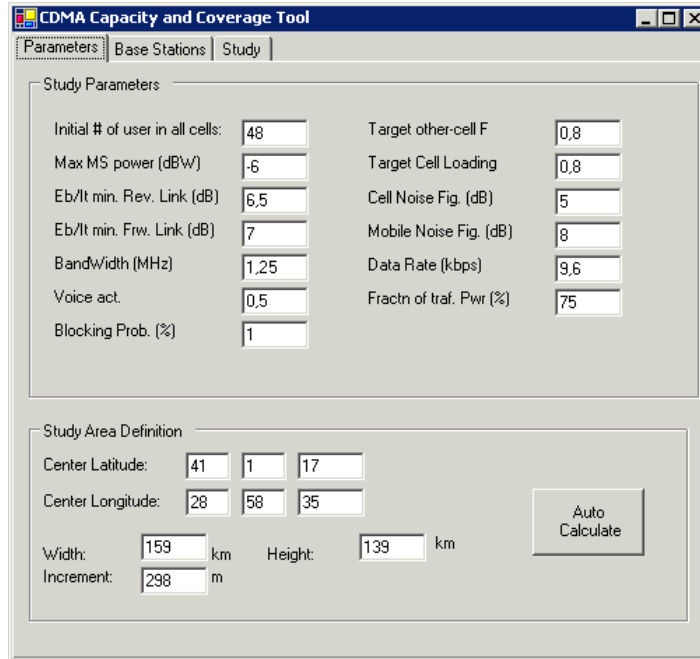 CDMA Capacity and Coverage Tool
Parameters Base Stations Study
Study Parameters
Initial # of user in all cells: 48 Target other-cell F 0,8
Max MS power (dBW) -6 Target Cell Loading 0,8
Eb/It min. Rev. Link (dB) 6,5 Cell Noise Fig. (dB) 5
Eb/It min. Frw. Link (dB) 7 Mobile Noise Fig. (dB) 8
BandWidth (MHz) 1,25 Data Rate (kbps) 9,6
Voice act. 0,5 Fractn of traf. Pwr (%) 75
Blocking Prob. (%) 1
Study Area Definition
Center Latitude: 41 1 17
Center Longitude: 28 58 35
Auto
Calculate
Width: 159 km Height: 139 km
Increment: 298 m